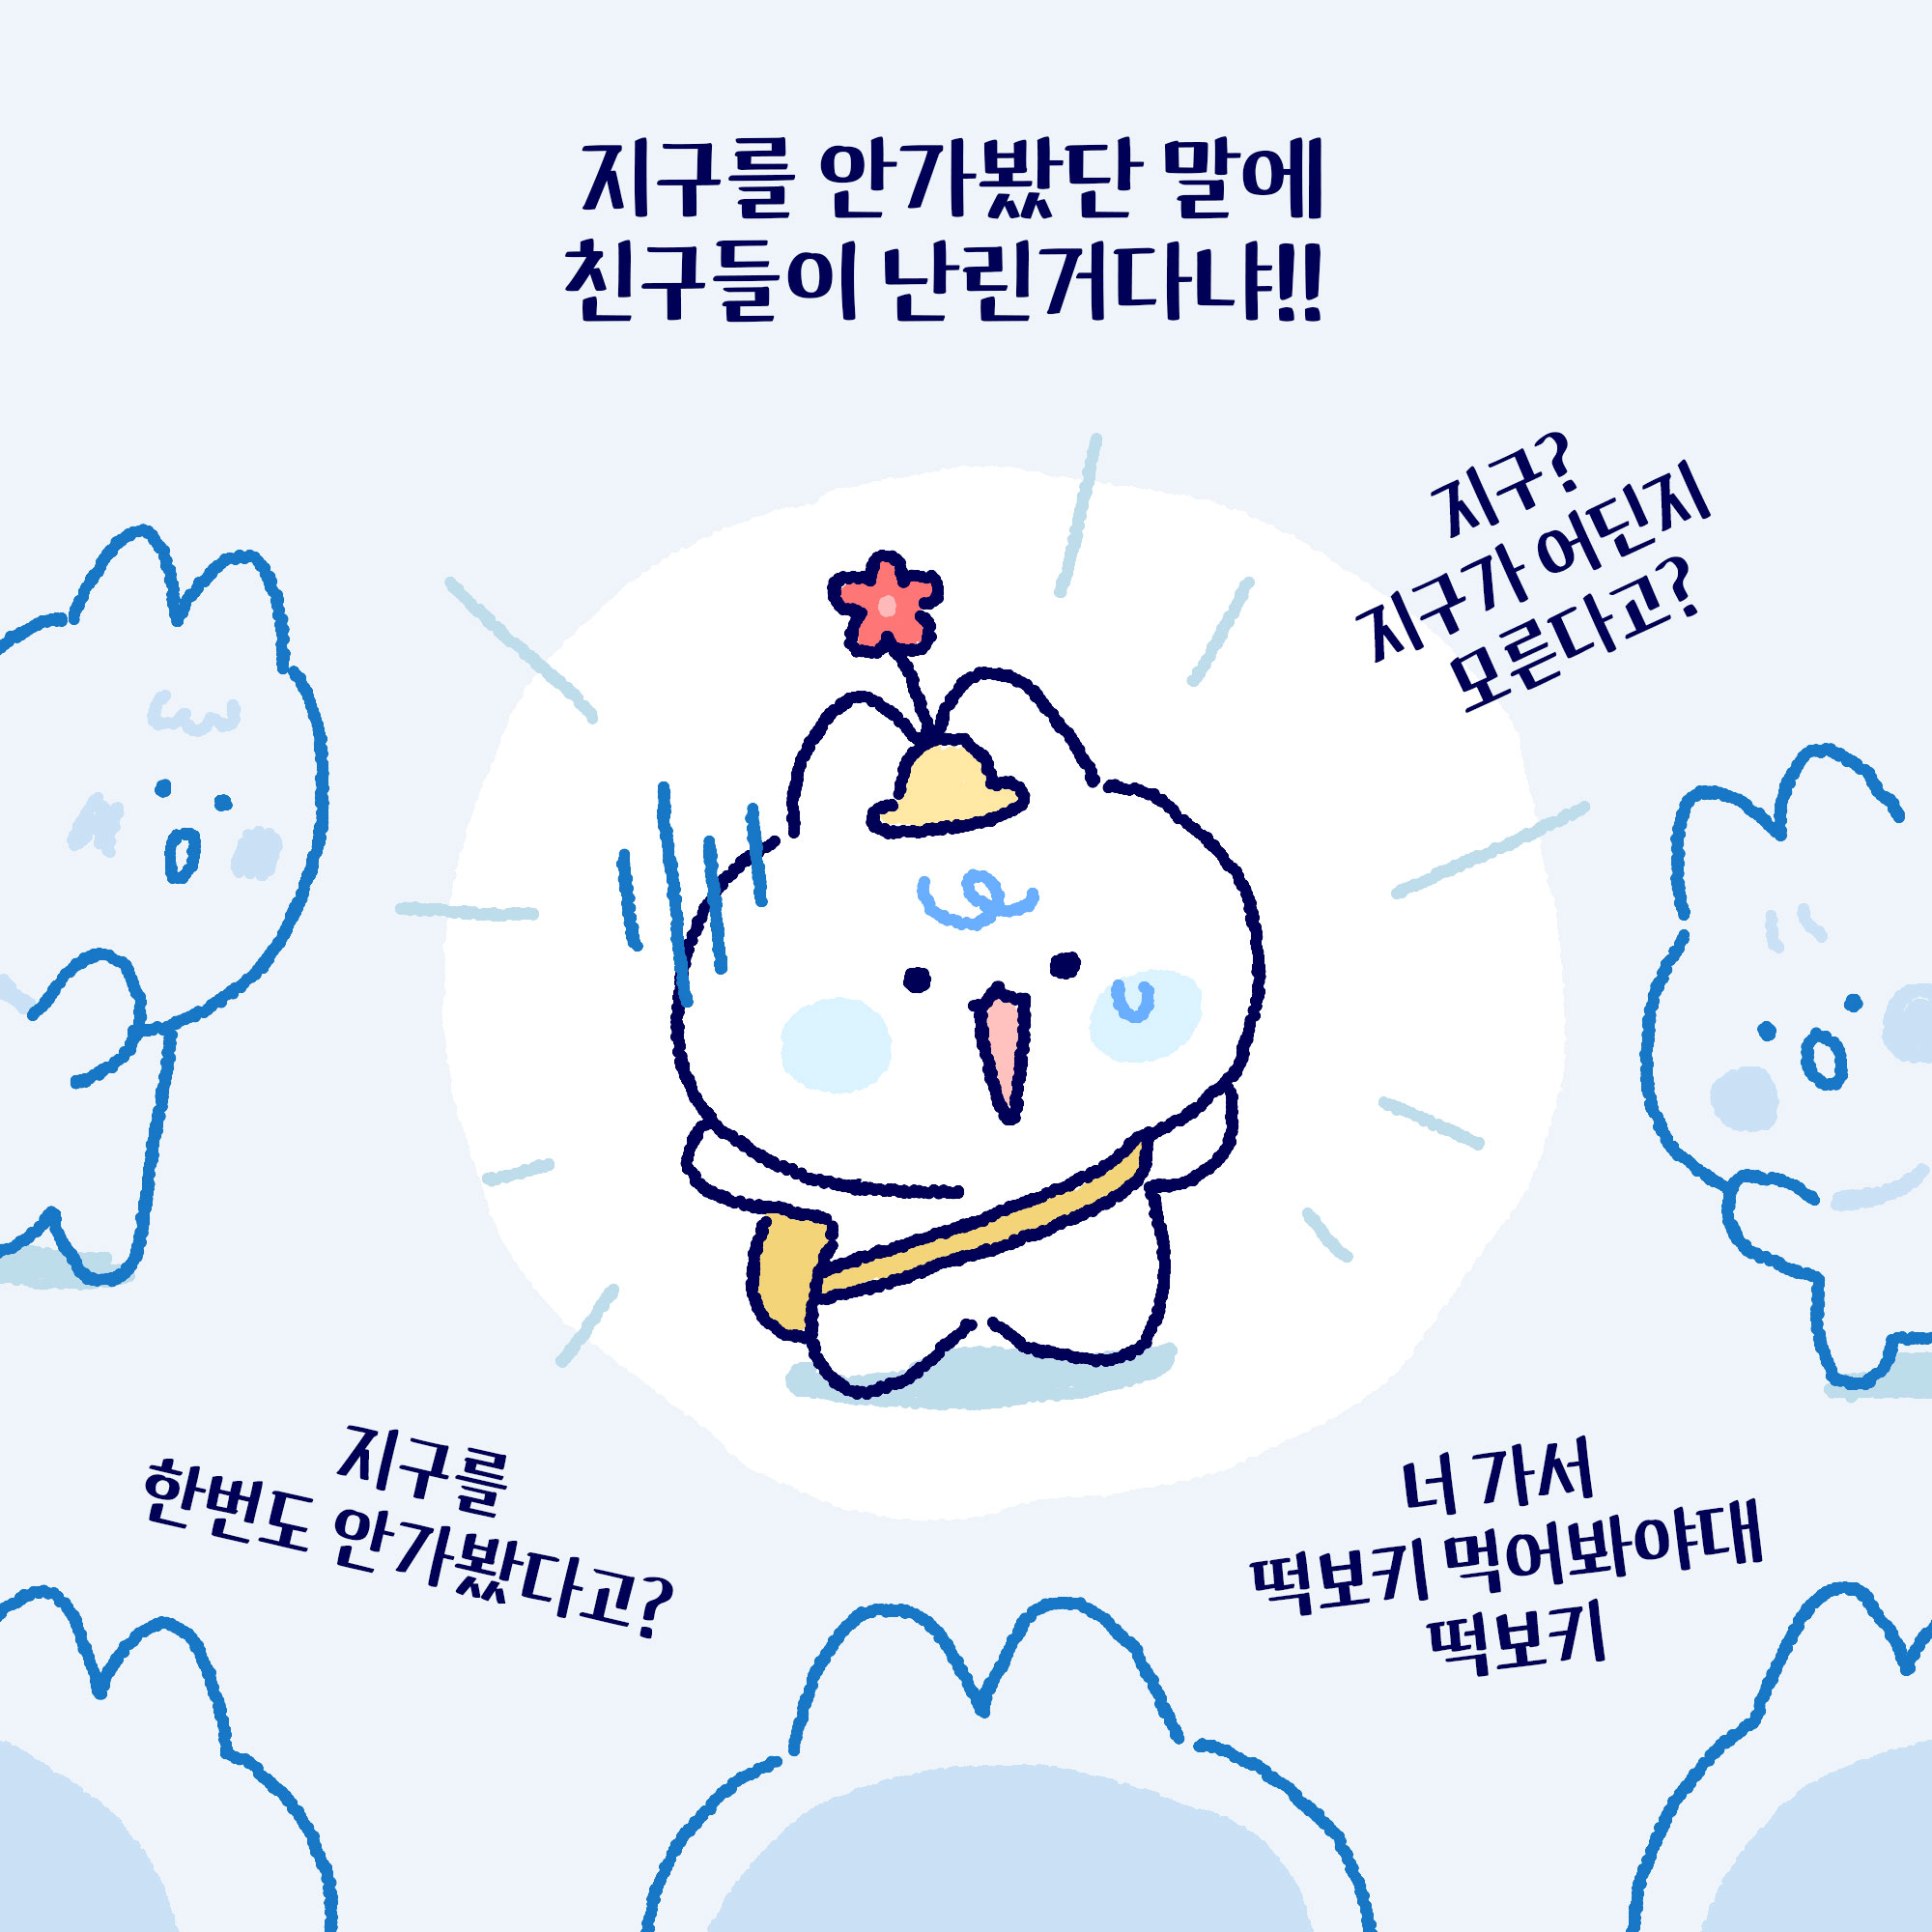 지구를 안가봤단 말에
친구들이 난린거다냐!!
지구?
지구가 어딘지
모른다고?
지구를
한번도 안가봤다고?
너 가서
떡보키 먹어봐야대
떡보키